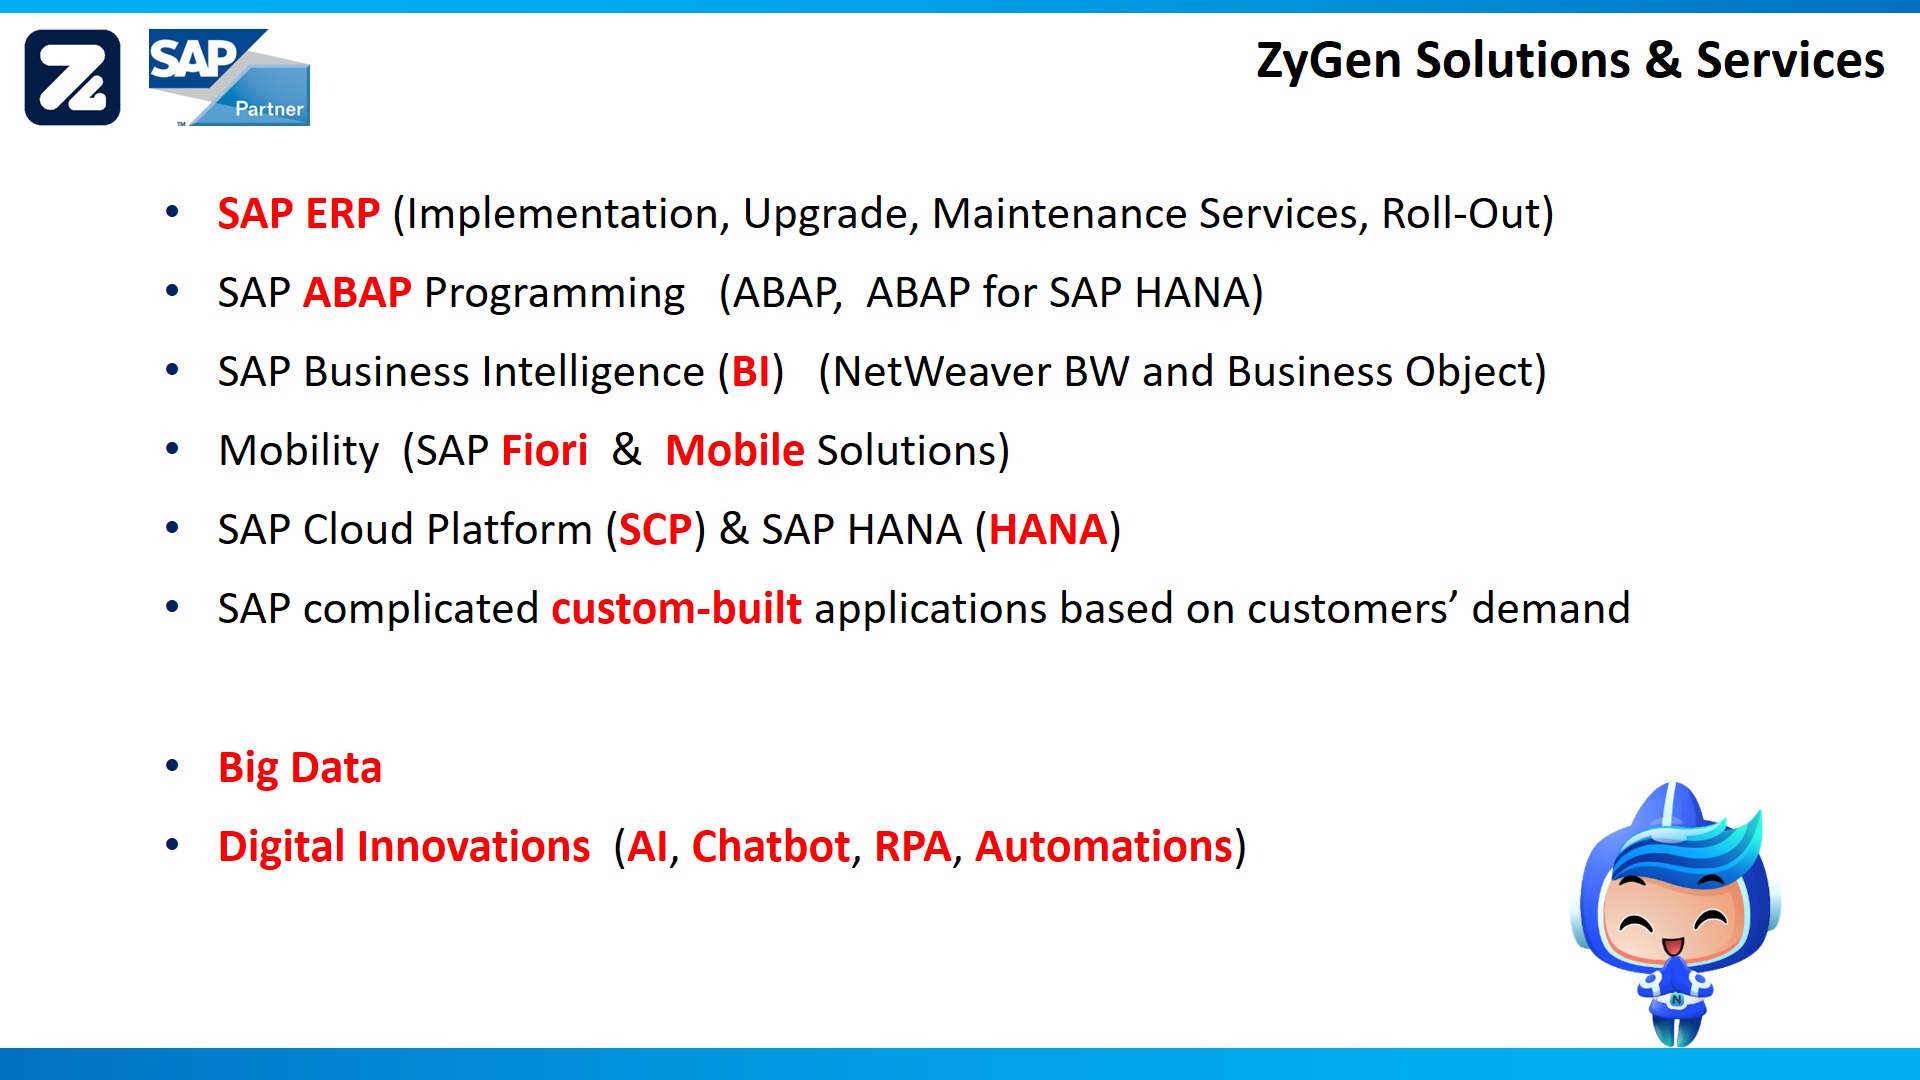 SAP
Partner
TM
ZyGen Solutions & Services
• SAP ERP (Implementation, Upgrade, Maintenance Services, Roll-Out)
• SAP ABAP Programming (ABAP, ABAP for SAP HANA)
• SAP Business Intelligence (BI) (NetWeaver BW and Business Object)
• Mobility (SAP Fiori & Mobile Solutions)
• SAP Cloud Platform (SCP) & SAP HANA (HANA)
• SAP complicated custom-built applications based on customers’ demand
• Big Data
• Digital Innovations (AI, Chatbot, RPA, Automations)
N